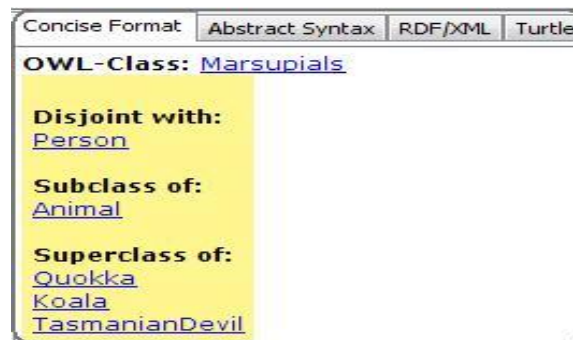 Concise Format Abstract Syntax RDF/XML Turtle
OWL-Class: Marsupials
Disjoint with:
Person
Subclass of:
Animal
Superclass of:
Quokka
Koala
TasmanianDevil